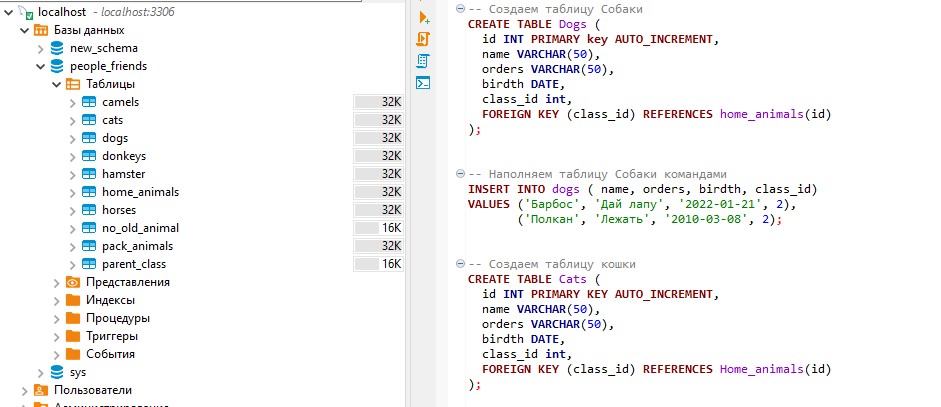 localhost - localhost:3306
Базы данных
new_schema
people_friends
Таблицы
camels 32K
cats 32K
dogs 32K
donkeys 32K
hamster 32K
home_animals 32K
horses 32K
no_old_animal 16K
pack_animals 32K
parent_class 16K
Представления
Индексы
Процедуры
Триггеры
События
sys
Пользователи
Администрирование
-- Создаем таблицу Собаки
CREATE TABLE Dogs (
id INT PRIMARY key AUTO_INCREMENT,
name VARCHAR(50),
orders VARCHAR(50),
birdth DATE,
class_id int,
FOREIGN KEY (class_id) REFERENCES home_animals(id)
);
-- Наполняем таблицу Собаки командами
INSERT INTO dogs ( name, orders, birdth, class_id)
VALUES ('Барбос', 'Дай лапу', '2022-01-21', 2),
('Полкан', 'Лежать', '2010-03-08', 2);
-- Создаем таблицу кошки
CREATE TABLE Cats (
id INT PRIMARY KEY AUTO_INCREMENT,
name VARCHAR(50),
orders VARCHAR(50),
birdth DATE,
class_id int,
FOREIGN KEY (class_id) REFERENCES Home_animals(id)
);